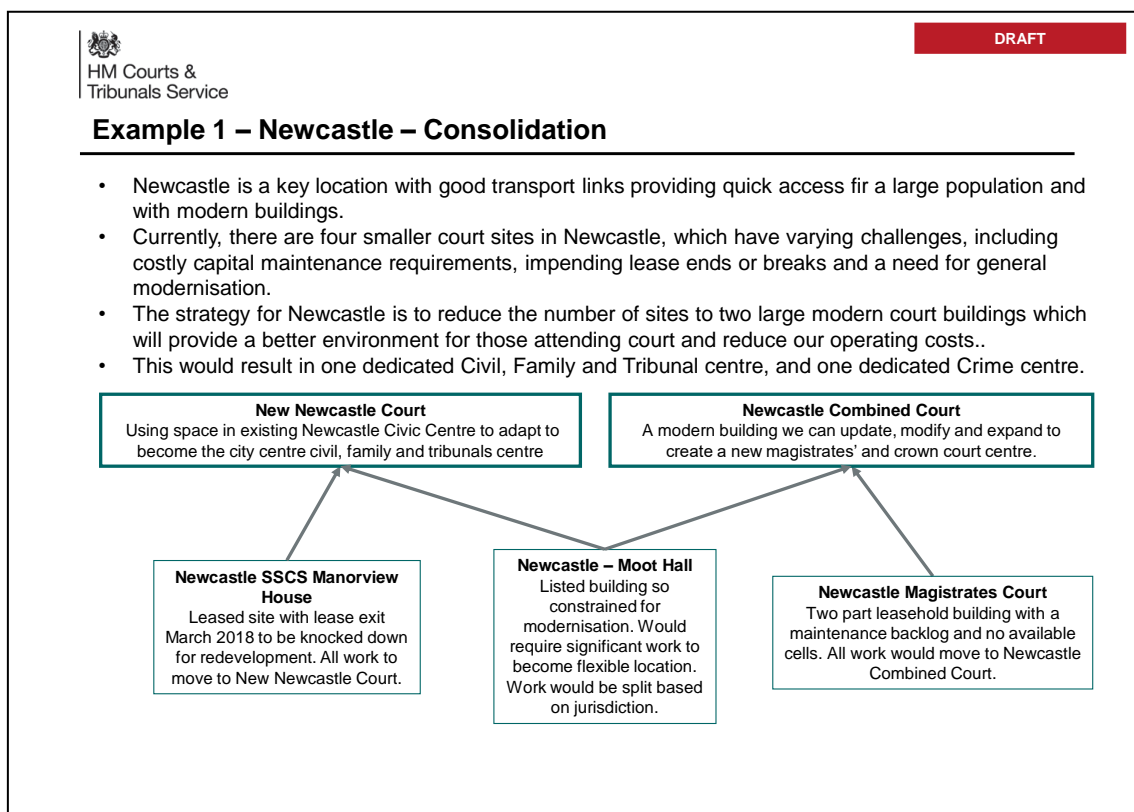 HM Courts &
Tribunals Service
DRAFT
Example 1 – Newcastle – Consolidation
• Newcastle is a key location with good transport links providing quick access fir a large population and
with modern buildings.
• Currently, there are four smaller court sites in Newcastle, which have varying challenges, including
costly capital maintenance requirements, impending lease ends or breaks and a need for general
modernisation.
• The strategy for Newcastle is to reduce the number of sites to two large modern court buildings which
will provide a better environment for those attending court and reduce our operating costs..
• This would result in one dedicated Civil, Family and Tribunal centre, and one dedicated Crime centre.
New Newcastle Court
Using space in existing Newcastle Civic Centre to adapt to
become the city centre civil, family and tribunals centre
Newcastle Combined Court
A modern building we can update, modify and expand to
create a new magistrates’ and crown court centre.
Newcastle SSCS Manorview
House
Leased site with lease exit
March 2018 to be knocked down
for redevelopment. All work to
move to New Newcastle Court.
Newcastle – Moot Hall
Listed building so
constrained for
modernisation. Would
require significant work to
become flexible location.
Work would be split based
on jurisdiction.
Newcastle Magistrates Court
Two part leasehold building with a
maintenance backlog and no available
cells. All work would move to Newcastle
Combined Court.